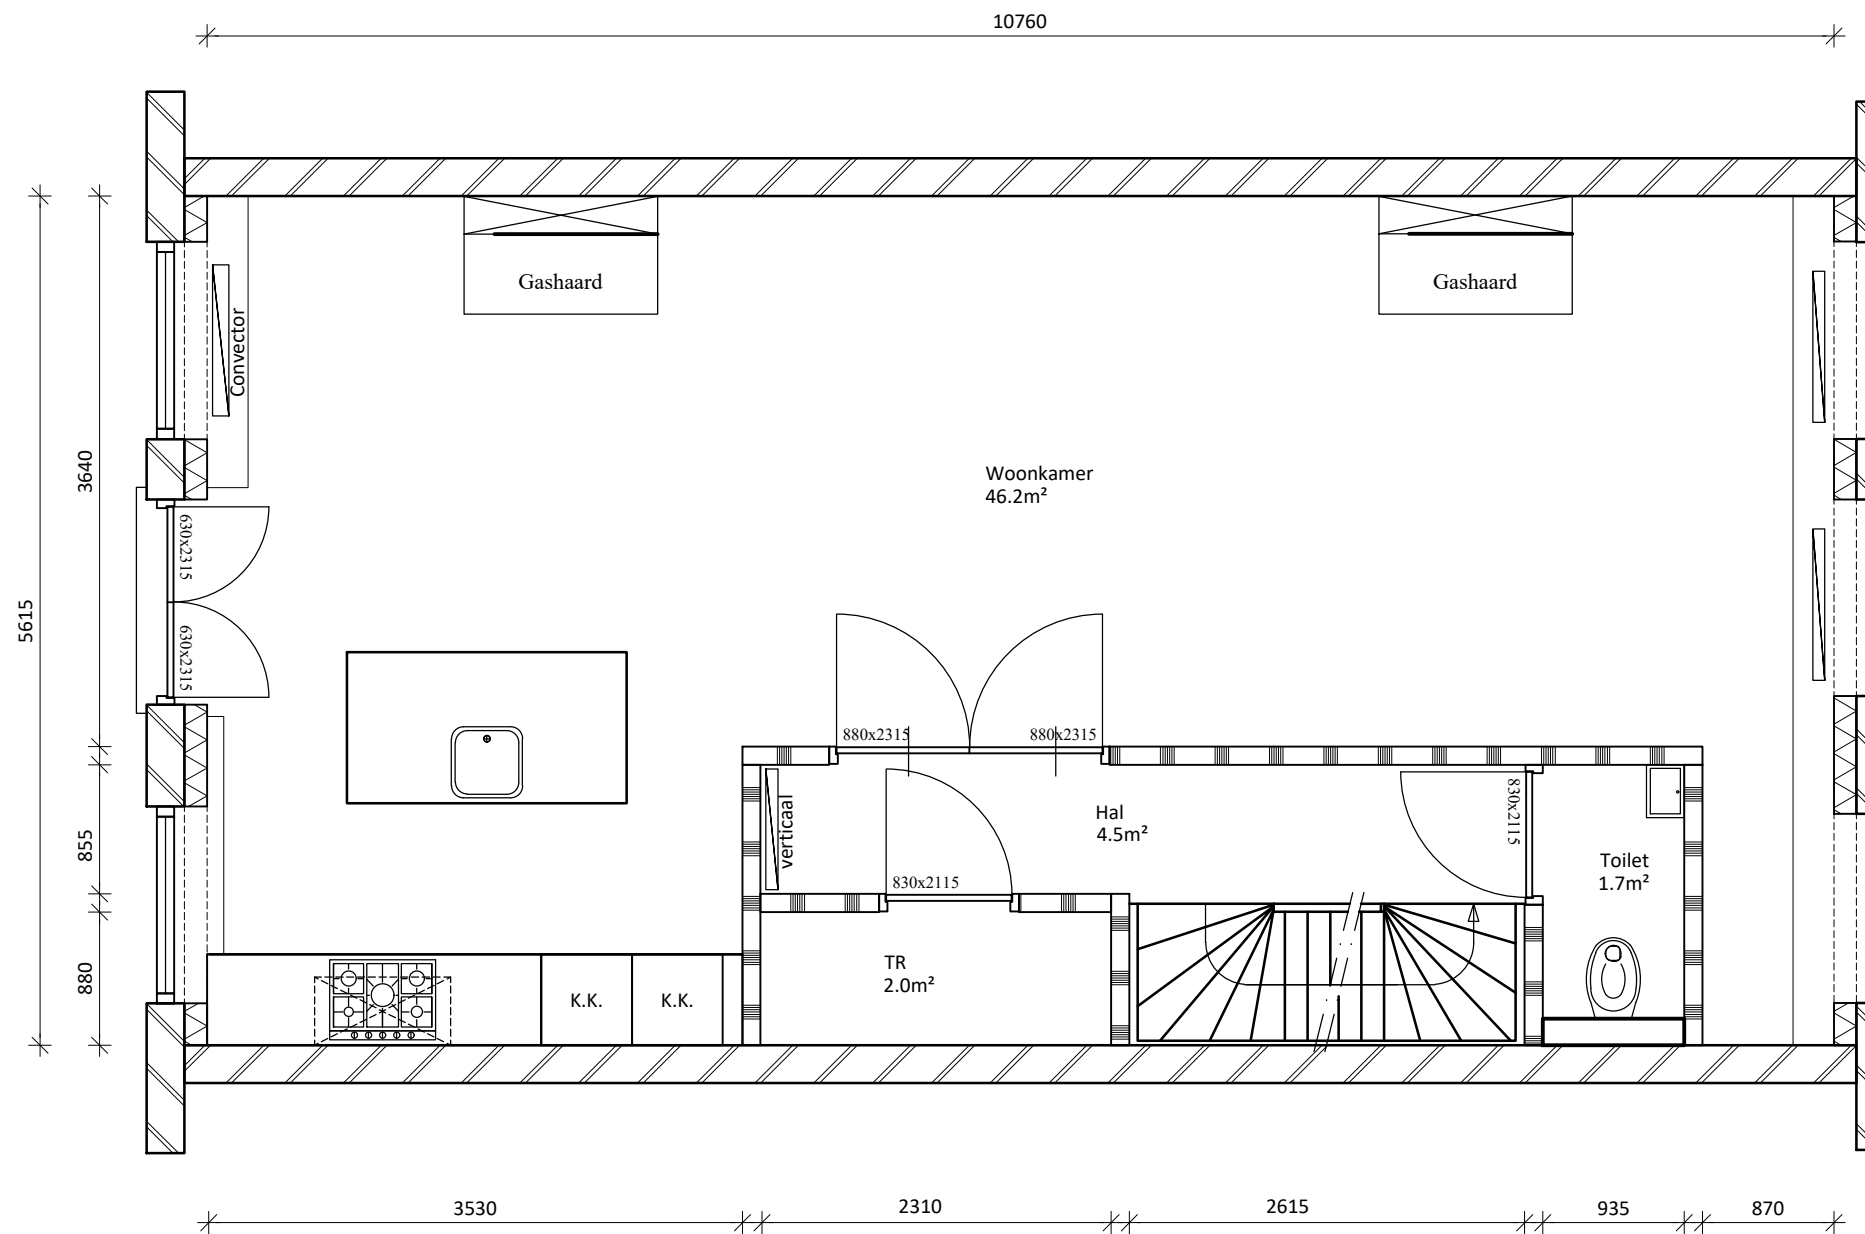 10760
Gashaard
Gashaard
Convector
3640
Woonkamer
46.2m²
630x2315
5615
630x2315
880x2315
880x2315
verticaal
Hal
4.5m²
830x2115
855
Toilet
1.7m²
830x2115
TR
2.0m²
880
K.K.
K.K.
3530
2310
2615
935
870